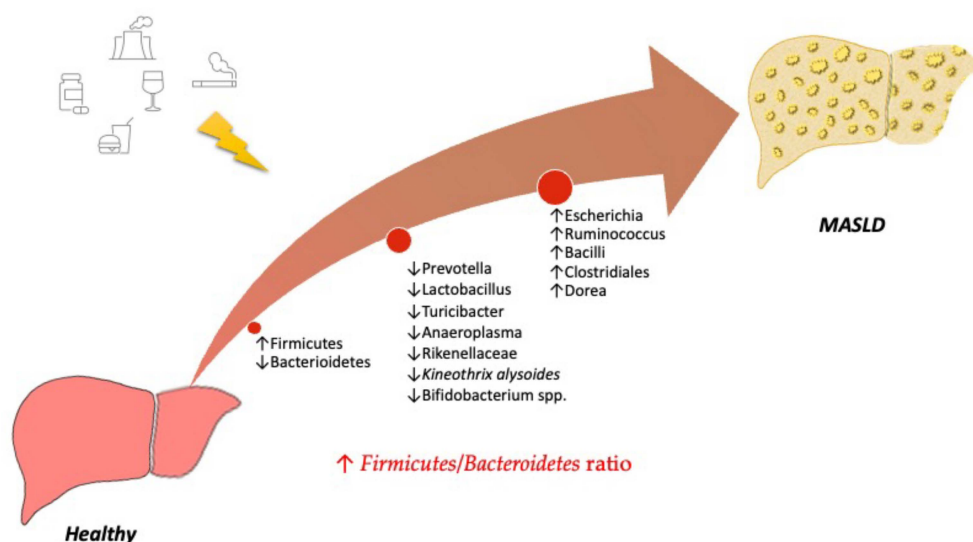 MASLD
↑Escherichia
↑Ruminococcus
↑Bacilli
↑Clostridiales
↑Dorea
↓Prevotella
↓Lactobacillus
↓Turicibacter
↓Anaeroplasma
↓Rikenellaceae
↓Kineothrix alysoides
↓Bifidobacterium spp.
↑Firmicutes
↓Bacterioidetes
↑ Firmicutes/Bacteroidetes ratio
Healthy